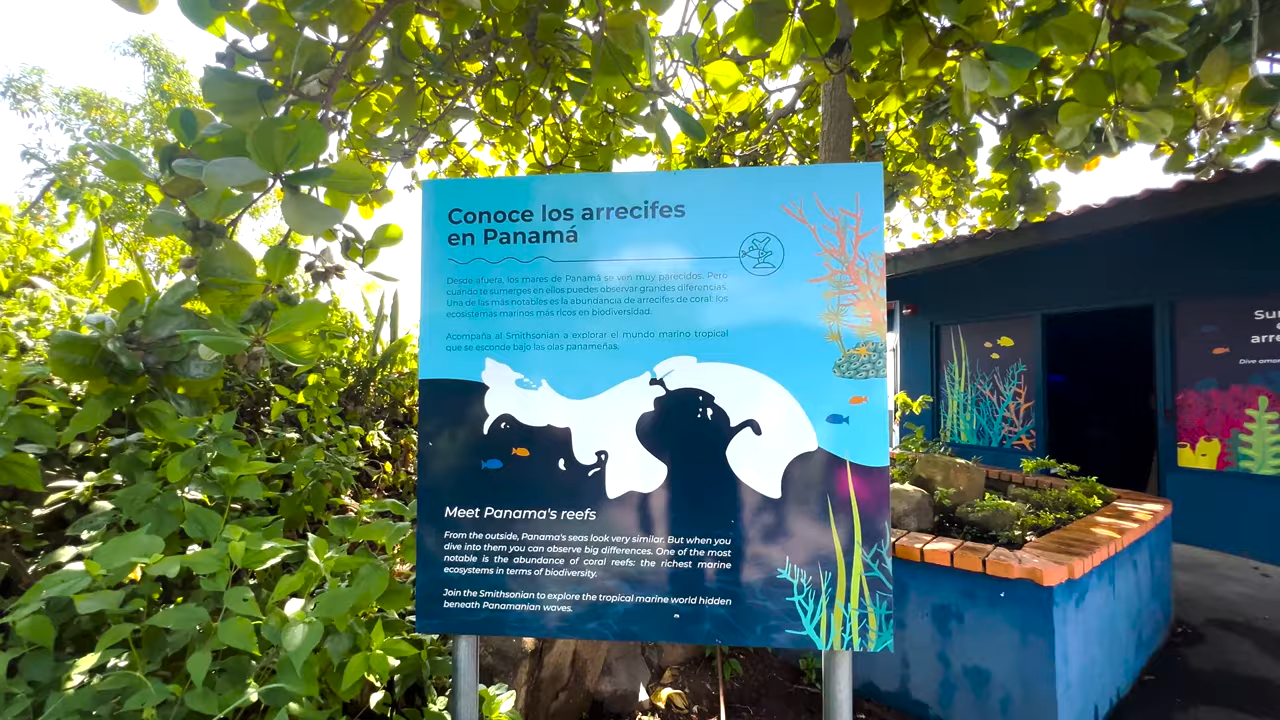 Conoce los arrecifes
en Panamá
Desde afuera, los mares de Panamá se ven muy parecidos. Pero
cuando te sumerges en ellos puedes observar grandes diferencias.
Una de las más notables es la abundancia de arrecifes de coral: los
ecosistemas marinos más ricos en biodiversidad.
Acompaña al Smithsonian a explorar el mundo marino tropical
que se esconde bajo las olas panameñas.
Meet Panama's reefs
From the outside, Panama's seas look very similar. But when you
dive into them you can observe big differences. One of the most
notable is the abundance of coral reefs: the richest marine
ecosystems in terms of biodiversity.
Join the Smithsonian to explore the tropical marine world hidden
beneath Panamanian waves.
Dive